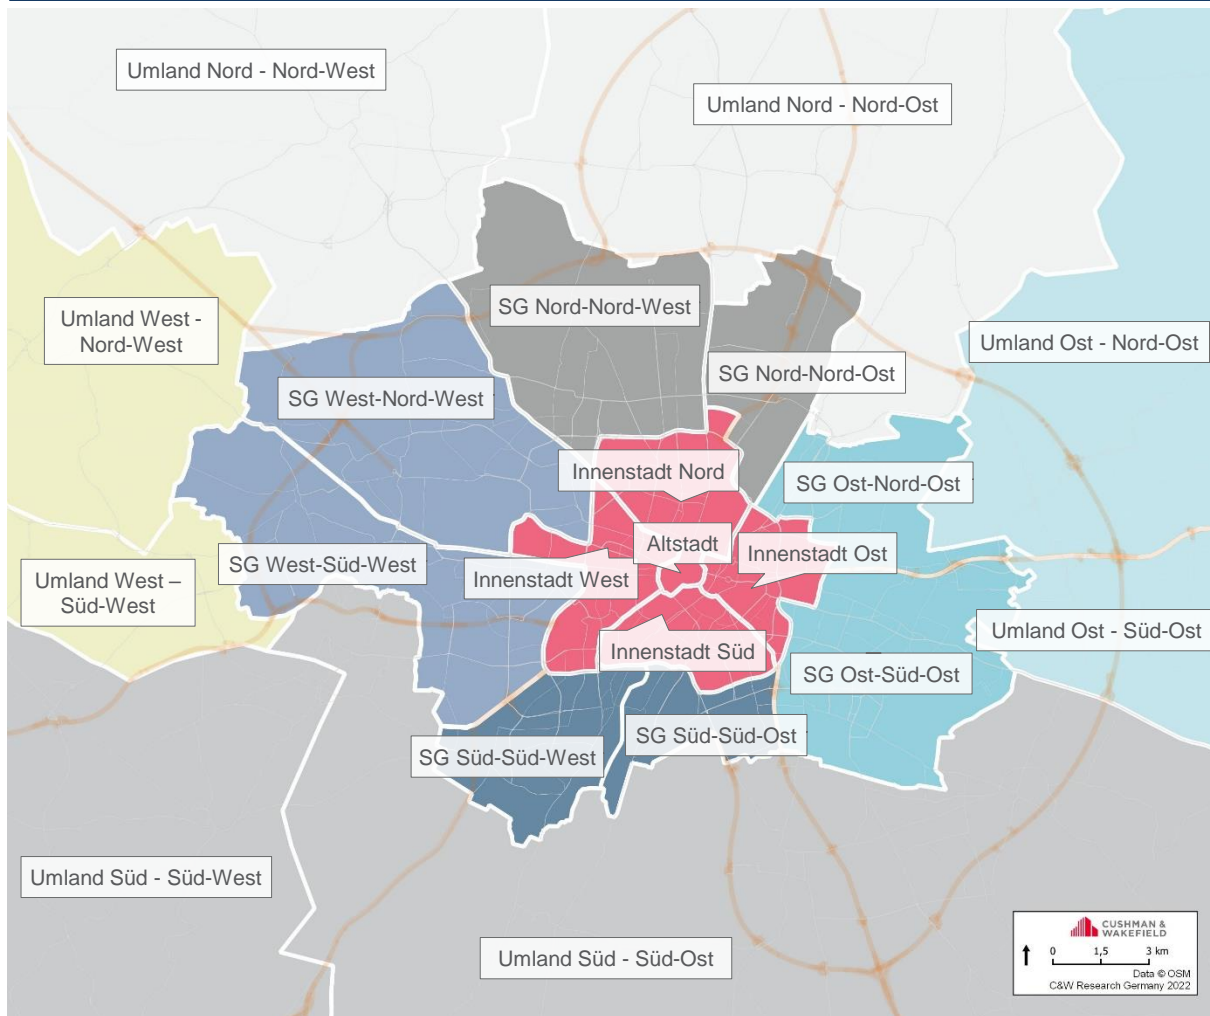 Umland Nord - Nord-West
Umland Nord - Nord-Ost
SG Nord-Nord-West
Umland West -
Nord-West
Umland Ost - Nord-Ost
SG Nord-Nord-Ost
SG West-Nord-West
Innenstadt Nord
SG Ost-Nord-Ost
Altstadt
Innenstadt Ost
SG West-Süd-West
Innenstadt West
Umland West –
Süd-West
Umland Ost - Süd-Ost
Innenstadt Süd
SG Ost-Süd-Ost
SG Süd-Süd-Ost
SG Süd-Süd-West
Umland Süd - Süd-West
Umland Süd - Süd-Ost
CUSHMAN &
WAKEFIELD
0 1,5 3 km
Data © OSM
C&W Research Germany 2022